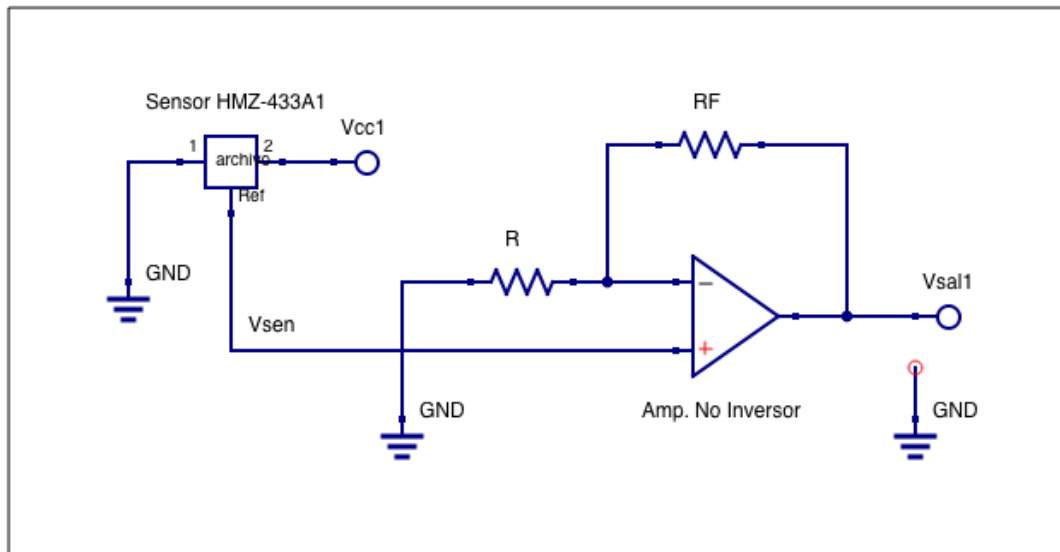 Sensor HMZ-433A1
RF
Vcc1
1
archivo
2
Ref
R
GND
Vsal1
−
Vsen
+
GND
Amp. No Inversor
GND